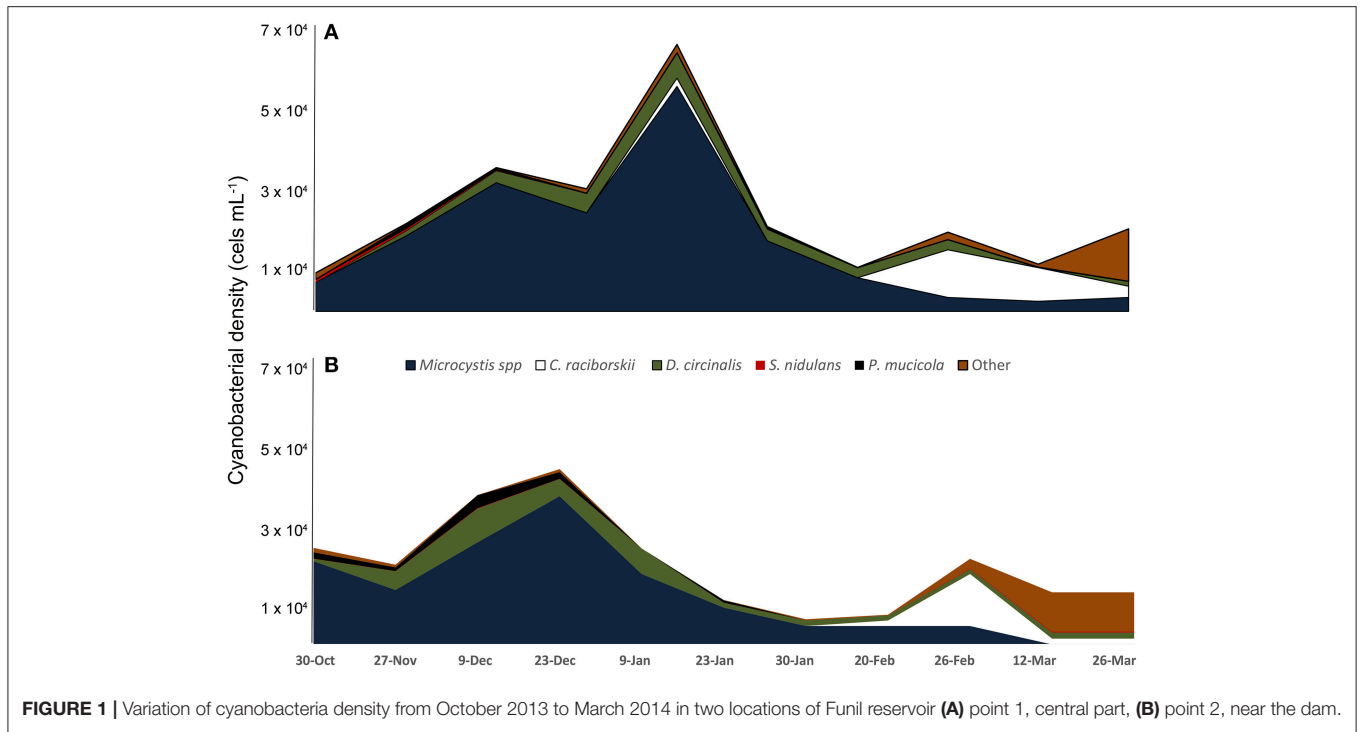 A
7 x 10⁴
5 x 10⁴
3 x 10⁴
1 x 10⁴
Cyanobacterial density (cels mL⁻¹)
B
Microcystis spp C. raciborskii D. circinalis S. nidulans P. mucicola Other
7 x 10⁴
5 x 10⁴
3 x 10⁴
1 x 10⁴
30-Oct 27-Nov 9-Dec 23-Dec 9-Jan 23-Jan 30-Jan 20-Feb 26-Feb 12-Mar 26-Mar
FIGURE 1 | Variation of cyanobacteria density from October 2013 to March 2014 in two locations of Funil reservoir (A) point 1, central part, (B) point 2, near the dam.